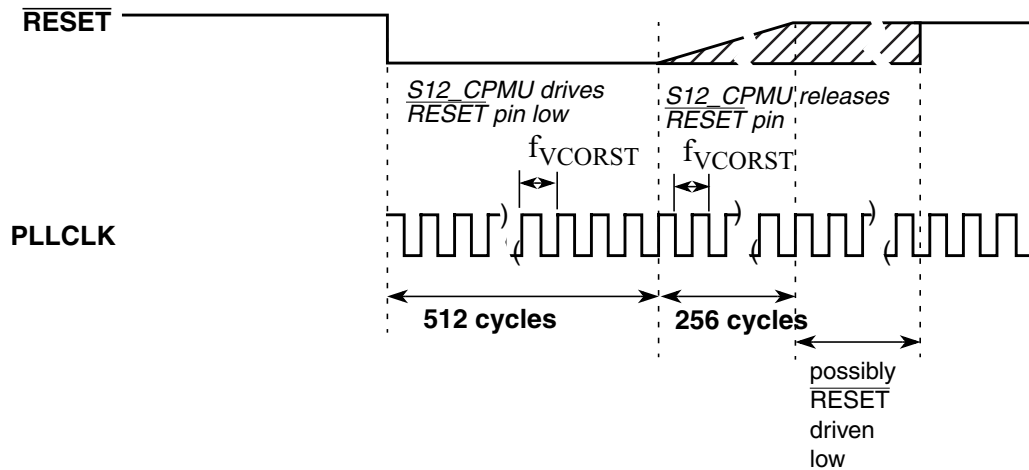 RESET
S12_CPMU drives
RESET pin low
S12_CPMU releases
RESET pin
fVCORST
fVCORST
PLLCLK
512 cycles
256 cycles
possibly
RESET
driven
low